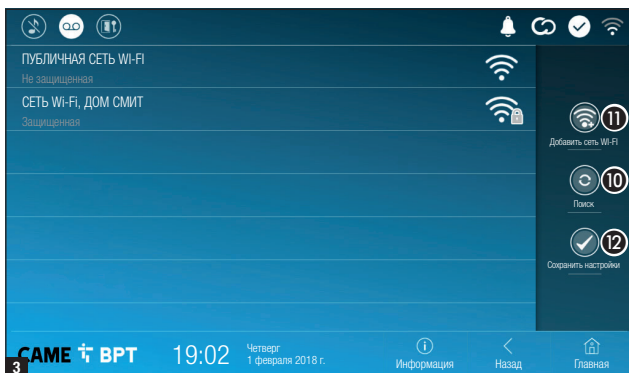 ПУБЛИЧНАЯ СЕТЬ WI-FI
Не защищенная
СЕТЬ Wi-Fi, ДОМ СМИТ
Защищенная
11
Добавить сеть WI-FI
10
Поиск
12
Сохранить настройки
3
CAME BPT
19:02
Четверг
1 февраля 2018 г.
Информация
Назад
Главная